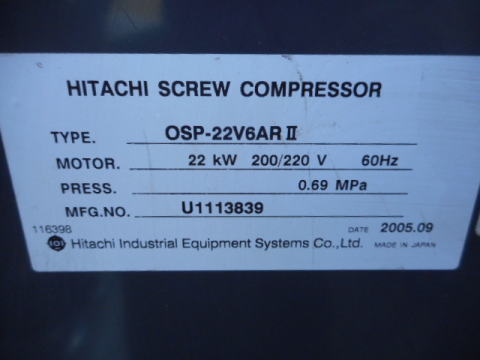 HITACHI SCREW COMPRESSOR
TYPE. OSP-22V6ARⅡ
MOTOR. 22 kW 200/220 V 60Hz
PRESS. 0.69 MPa
MFG.NO. U1113839
116398 DATE 2005.09
Hitachi Industrial Equipment Systems Co.,Ltd. MADE IN JAPAN